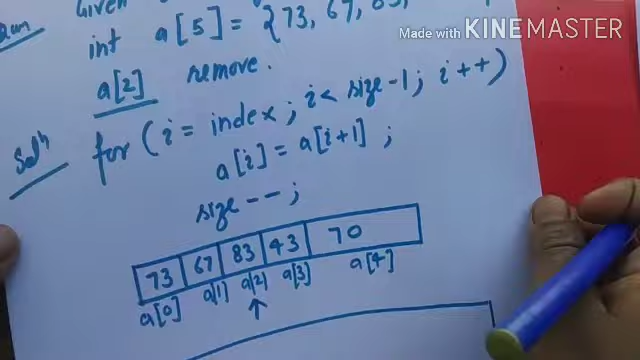 Given
int a[5] = {73, 67, 83,
a[2] remove.
Solⁿ
for (i = index; i < size -1; i ++)
a[i] = a[i+1] ;
size -- ;
73 67 83 43 70
a[0] a[1] a[2] a[3] a[4]
↑
Made with KINEMASTER